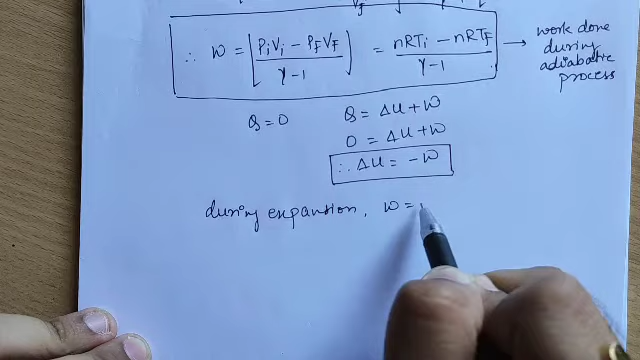 ∴ W = [PiVi - PfVf / γ-1] = nRTi - nRTf / γ-1 → work done during adiabatic process
Q = 0 Q = ΔU + W
0 = ΔU + W
∴ ΔU = -W
during expansion, W =